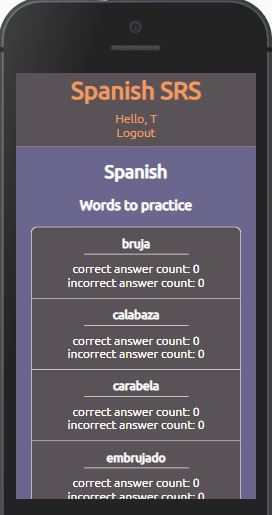 Spanish SRS
Hello, T
Logout
Spanish
Words to practice
bruja
correct answer count: 0
incorrect answer count: 0
calabaza
correct answer count: 0
incorrect answer count: 0
carabela
correct answer count: 0
incorrect answer count: 0
embrujado
correct answer count: 0
incorrect answer count: 0